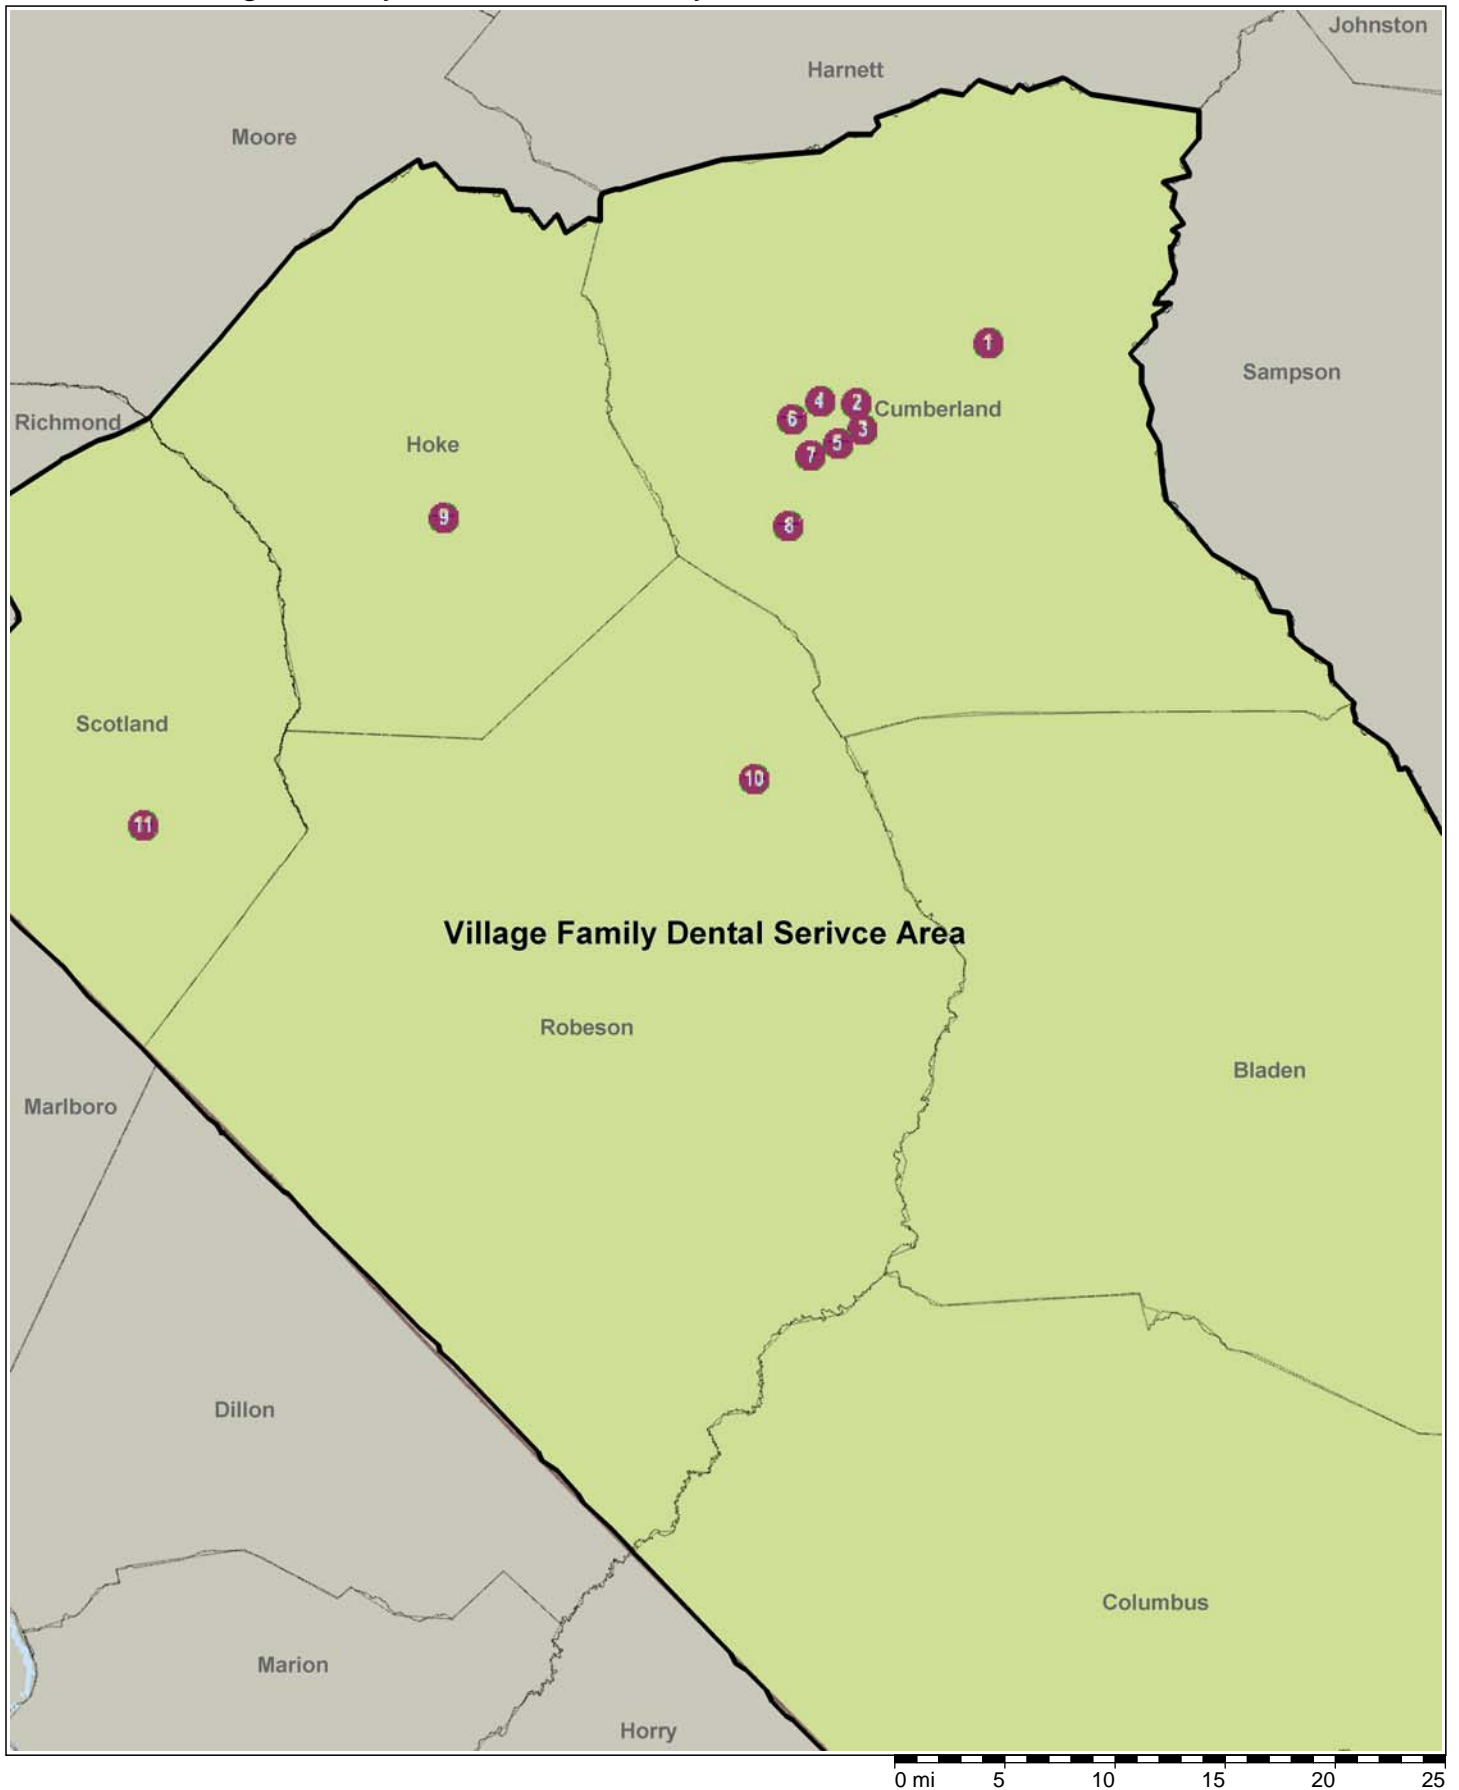 Johnston
Harnett
Moore
1
Sampson
4
2
Cumberland
6
Richmond
3
5
Hoke
7
9
8
Scotland
10
11
Village Family Dental Serivce Area
Robeson
Bladen
Marlboro
Dillon
Columbus
Marion
Horry
0 mi 5 10 15 20 25